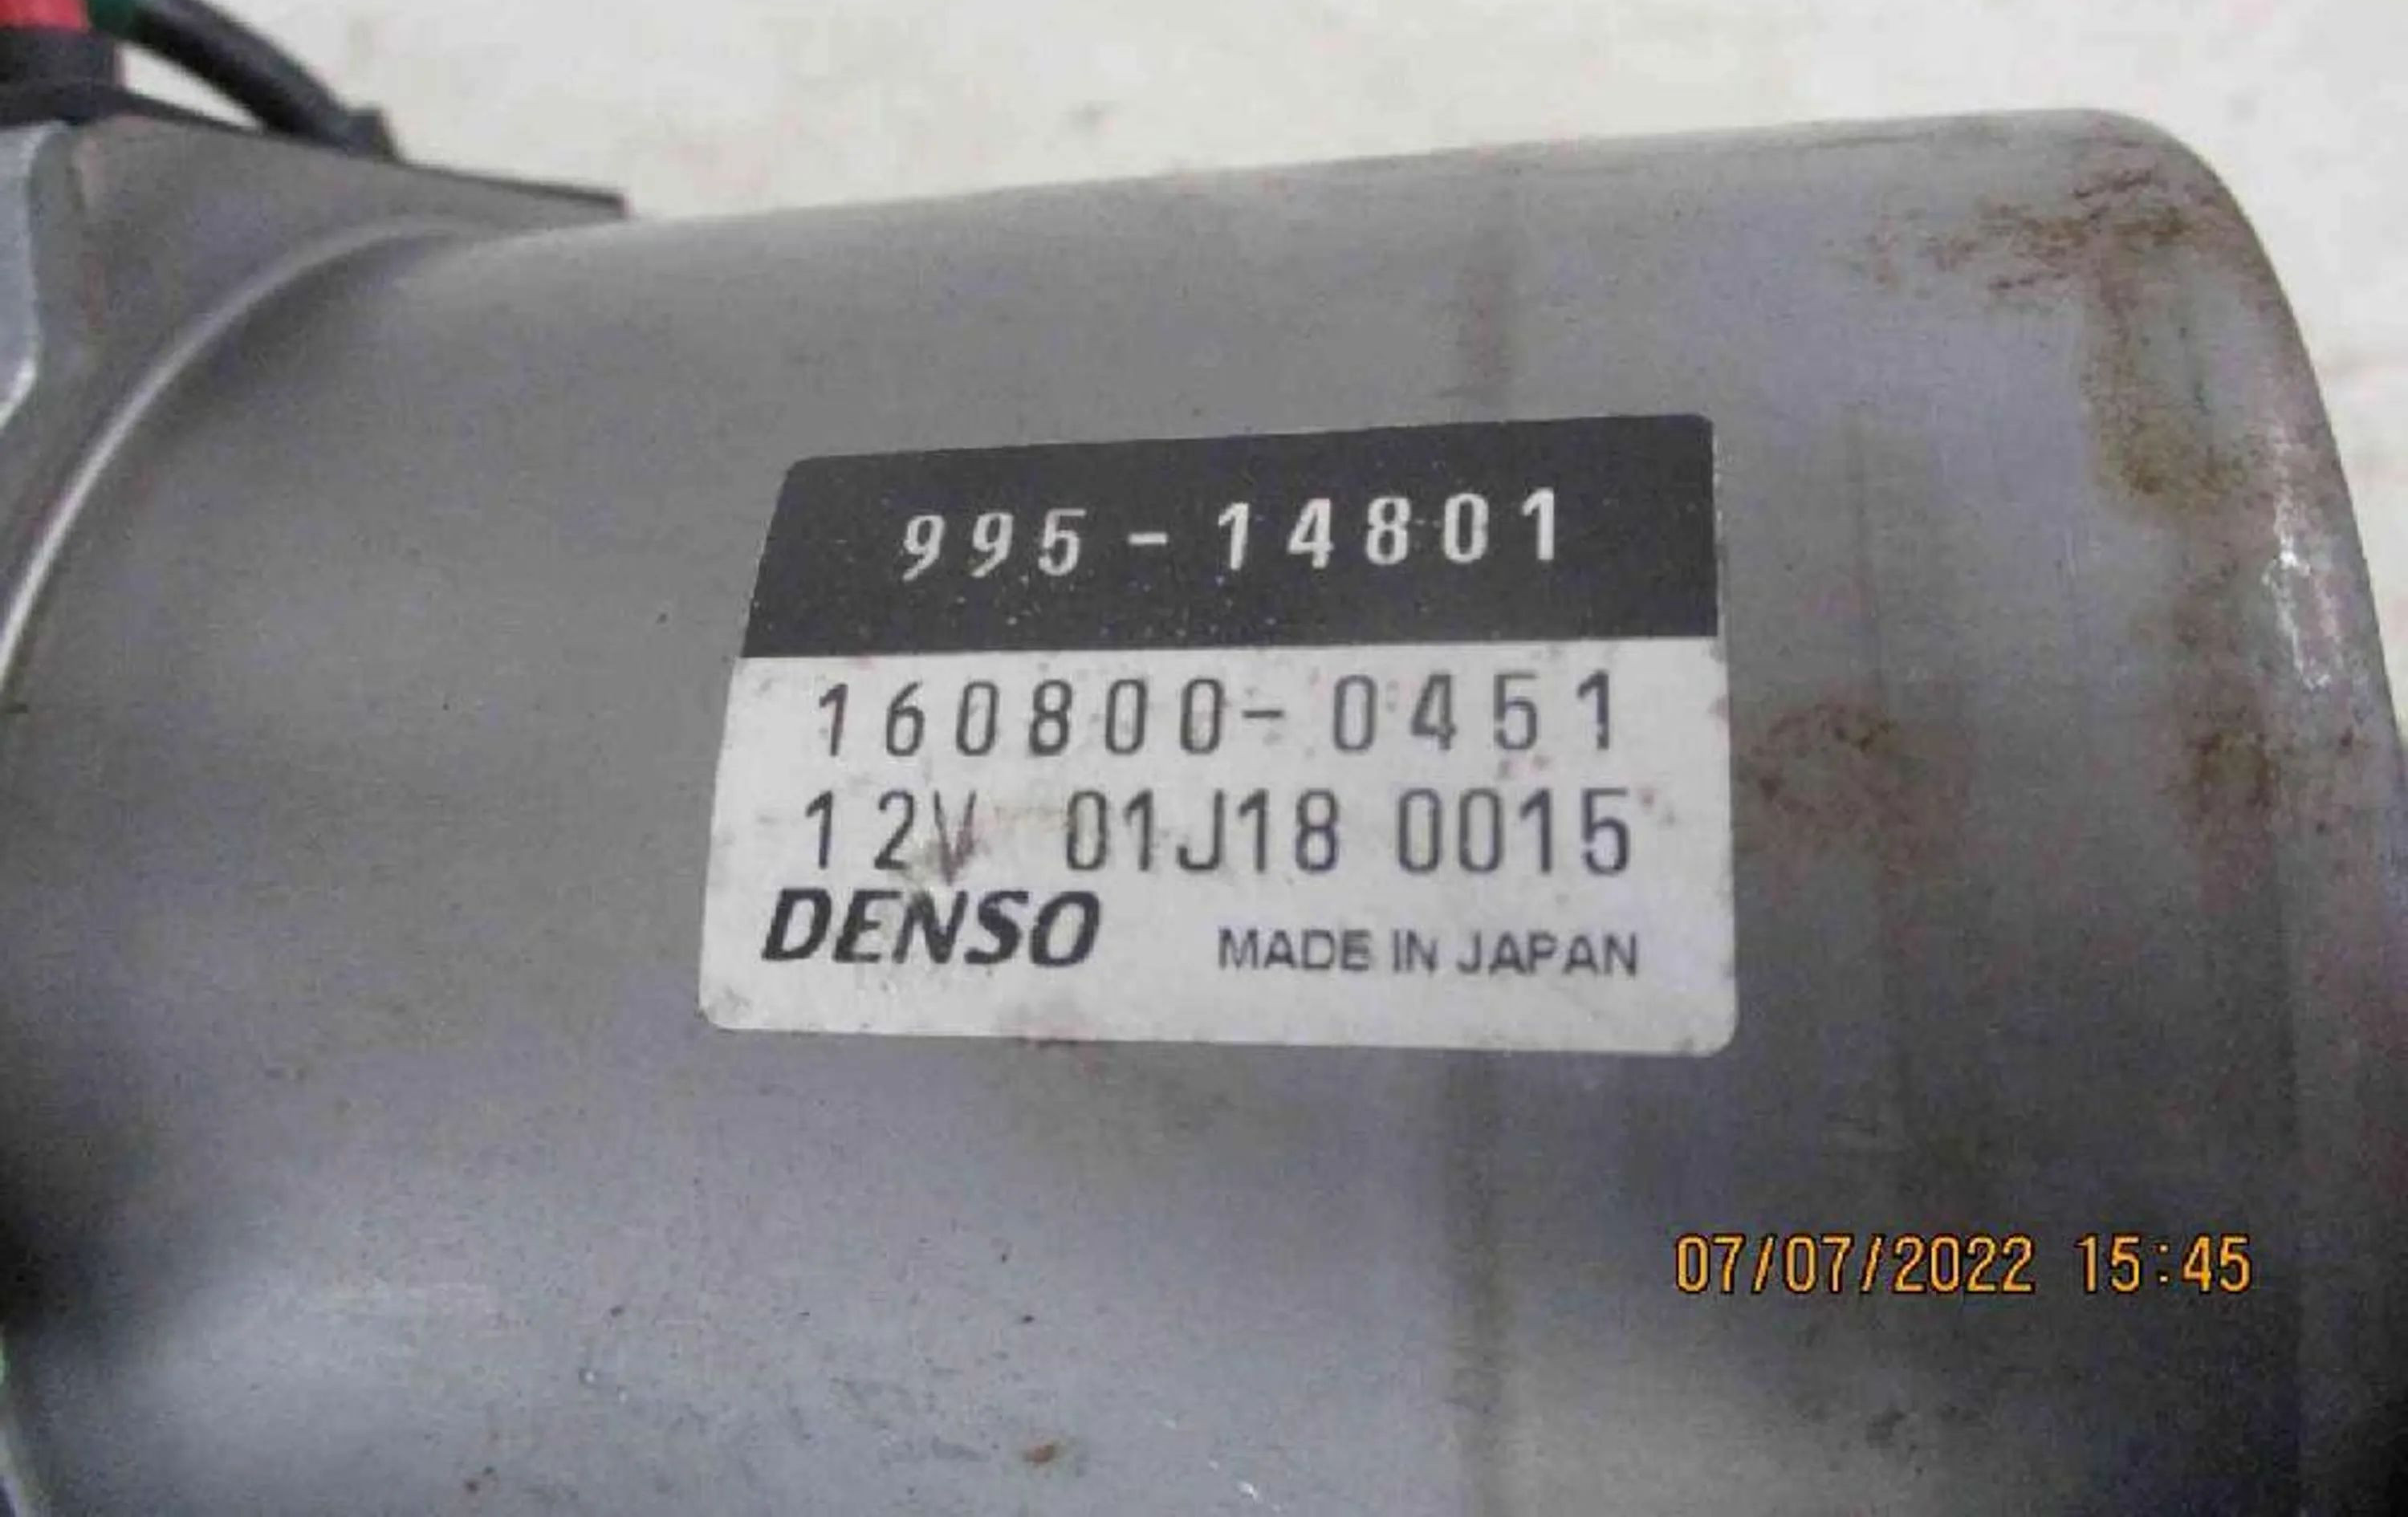 995-14801
160800-0451
12V 01J18 0015
DENSO MADE IN JAPAN
07/07/2022 15:45